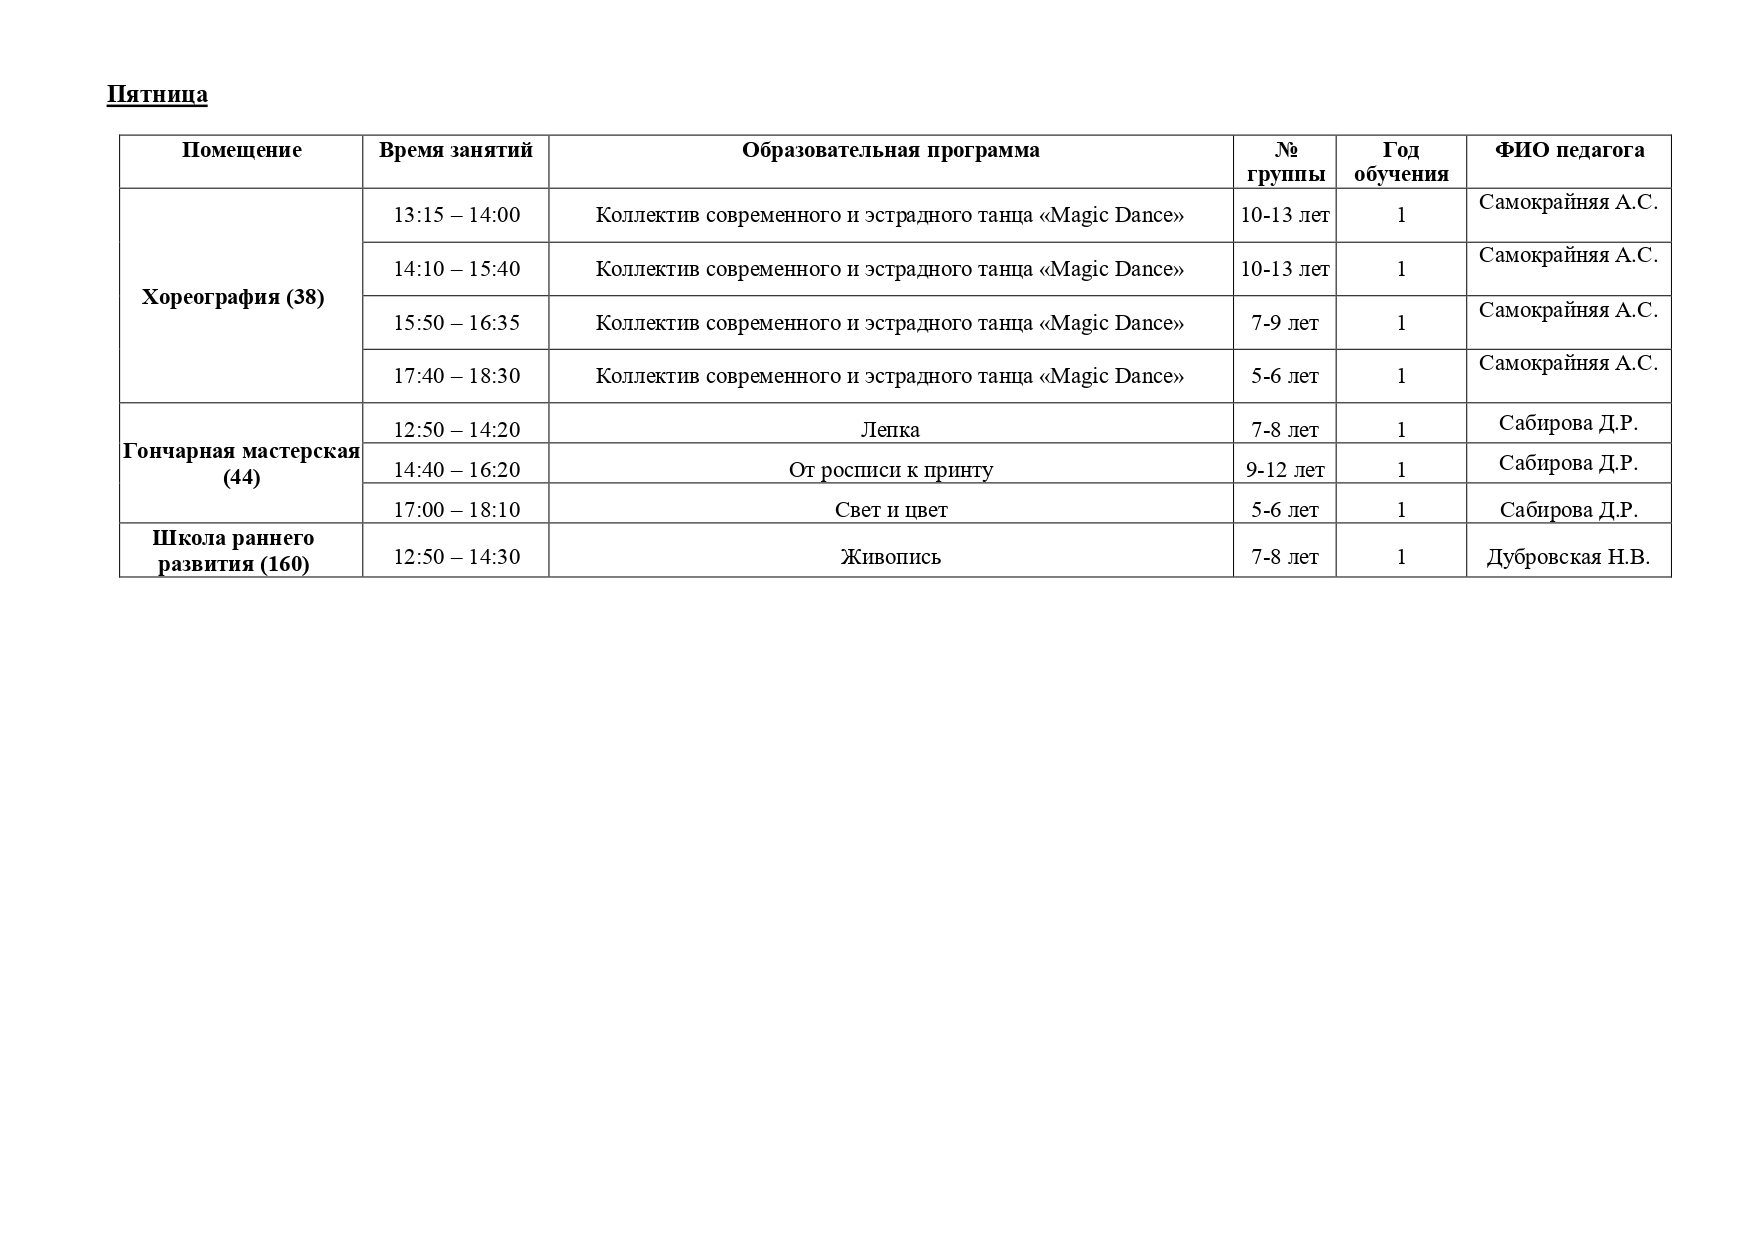 Пятница
Помещение Время занятий Образовательная программа № группы Год обучения ФИО педагога
Хореография (38)
13:15 – 14:00 Коллектив современного и эстрадного танца «Magic Dance» 10-13 лет 1 Самокрайняя А.С.
14:10 – 15:40 Коллектив современного и эстрадного танца «Magic Dance» 10-13 лет 1 Самокрайняя А.С.
15:50 – 16:35 Коллектив современного и эстрадного танца «Magic Dance» 7-9 лет 1 Самокрайняя А.С.
17:40 – 18:30 Коллектив современного и эстрадного танца «Magic Dance» 5-6 лет 1 Самокрайняя А.С.
Гончарная мастерская
(44)
12:50 – 14:20 Лепка 7-8 лет 1 Сабирова Д.Р.
14:40 – 16:20 От росписи к принту 9-12 лет 1 Сабирова Д.Р.
17:00 – 18:10 Свет и цвет 5-6 лет 1 Сабирова Д.Р.
Школа раннего
развития (160)
12:50 – 14:30 Живопись 7-8 лет 1 Дубровская Н.В.